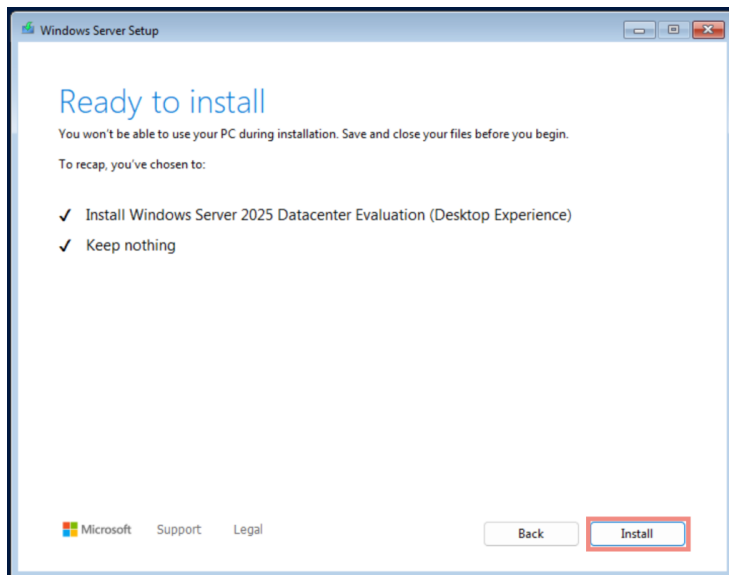 Windows Server Setup
Ready to install
You won't be able to use your PC during installation. Save and close your files before you begin.
To recap, you've chosen to:
✓ Install Windows Server 2025 Datacenter Evaluation (Desktop Experience)
✓ Keep nothing
Microsoft Support Legal
Back Install